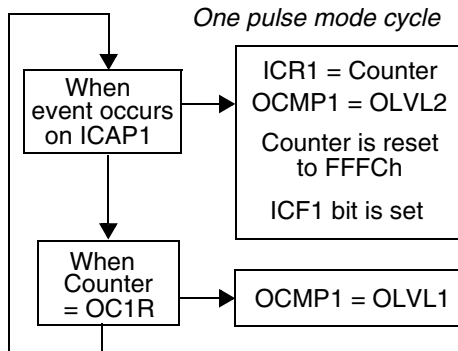 One pulse mode cycle
When
event occurs
on ICAP1
ICR1 = Counter
OCMP1 = OLVL2
Counter is reset
to FFFCh
ICF1 bit is set
When
Counter
= OC1R
OCMP1 = OLVL1